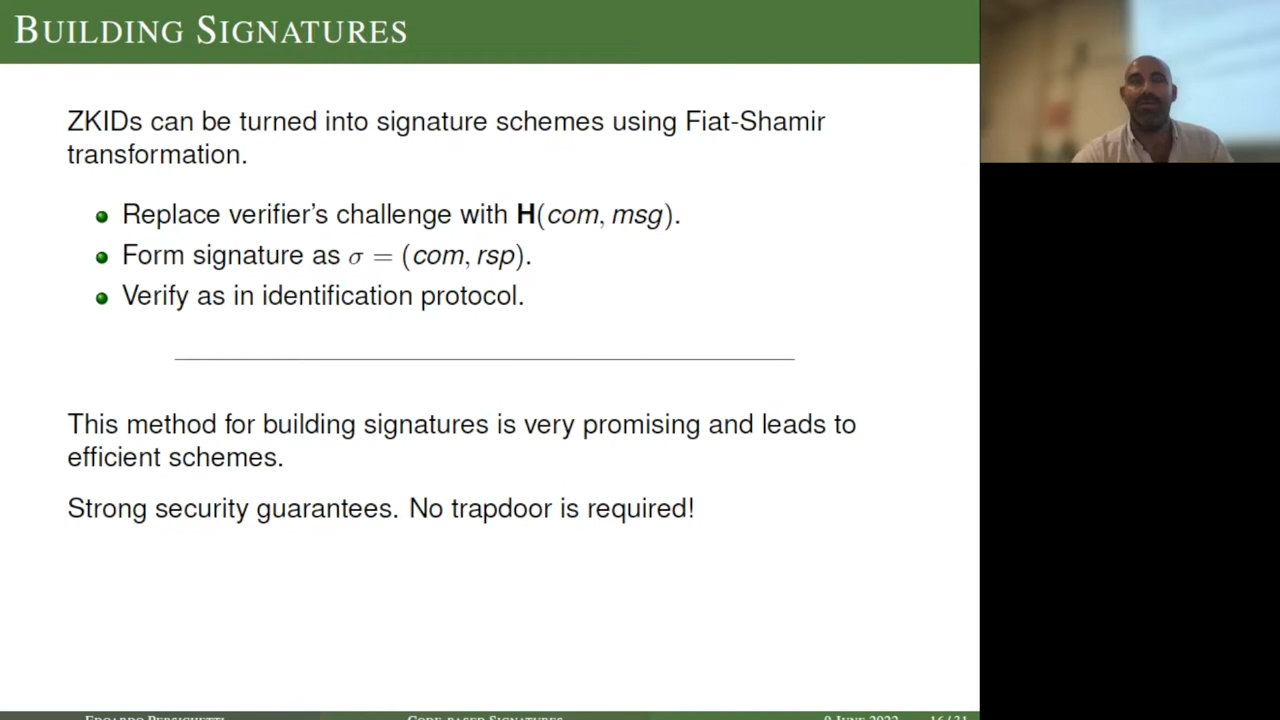 BUILDING SIGNATURES
ZKIDs can be turned into signature schemes using Fiat-Shamir
transformation.
Replace verifier's challenge with H(com, msg).
Form signature as σ = (com, rsp).
Verify as in identification protocol.
This method for building signatures is very promising and leads to
efficient schemes.
Strong security guarantees. No trapdoor is required!
EDOARDO PERSICHETTI CODE-BASED SIGNATURES 9 JUNE 2022 16 / 31